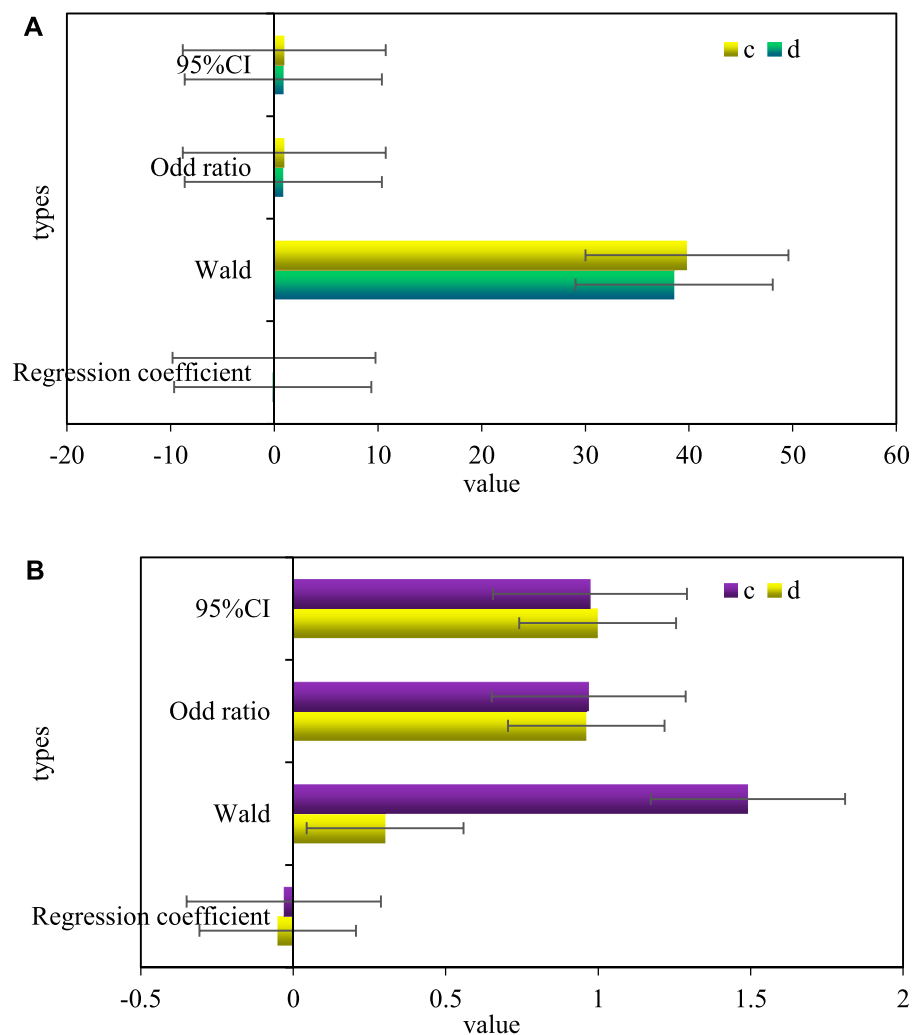 A
c d
95%CI
Odd ratio
Wald
Regression coefficient
types
-20 -10 0 10 20 30 40 50 60
value
B
c d
95%CI
Odd ratio
Wald
Regression coefficient
types
-0.5 0 0.5 1 1.5 2
value